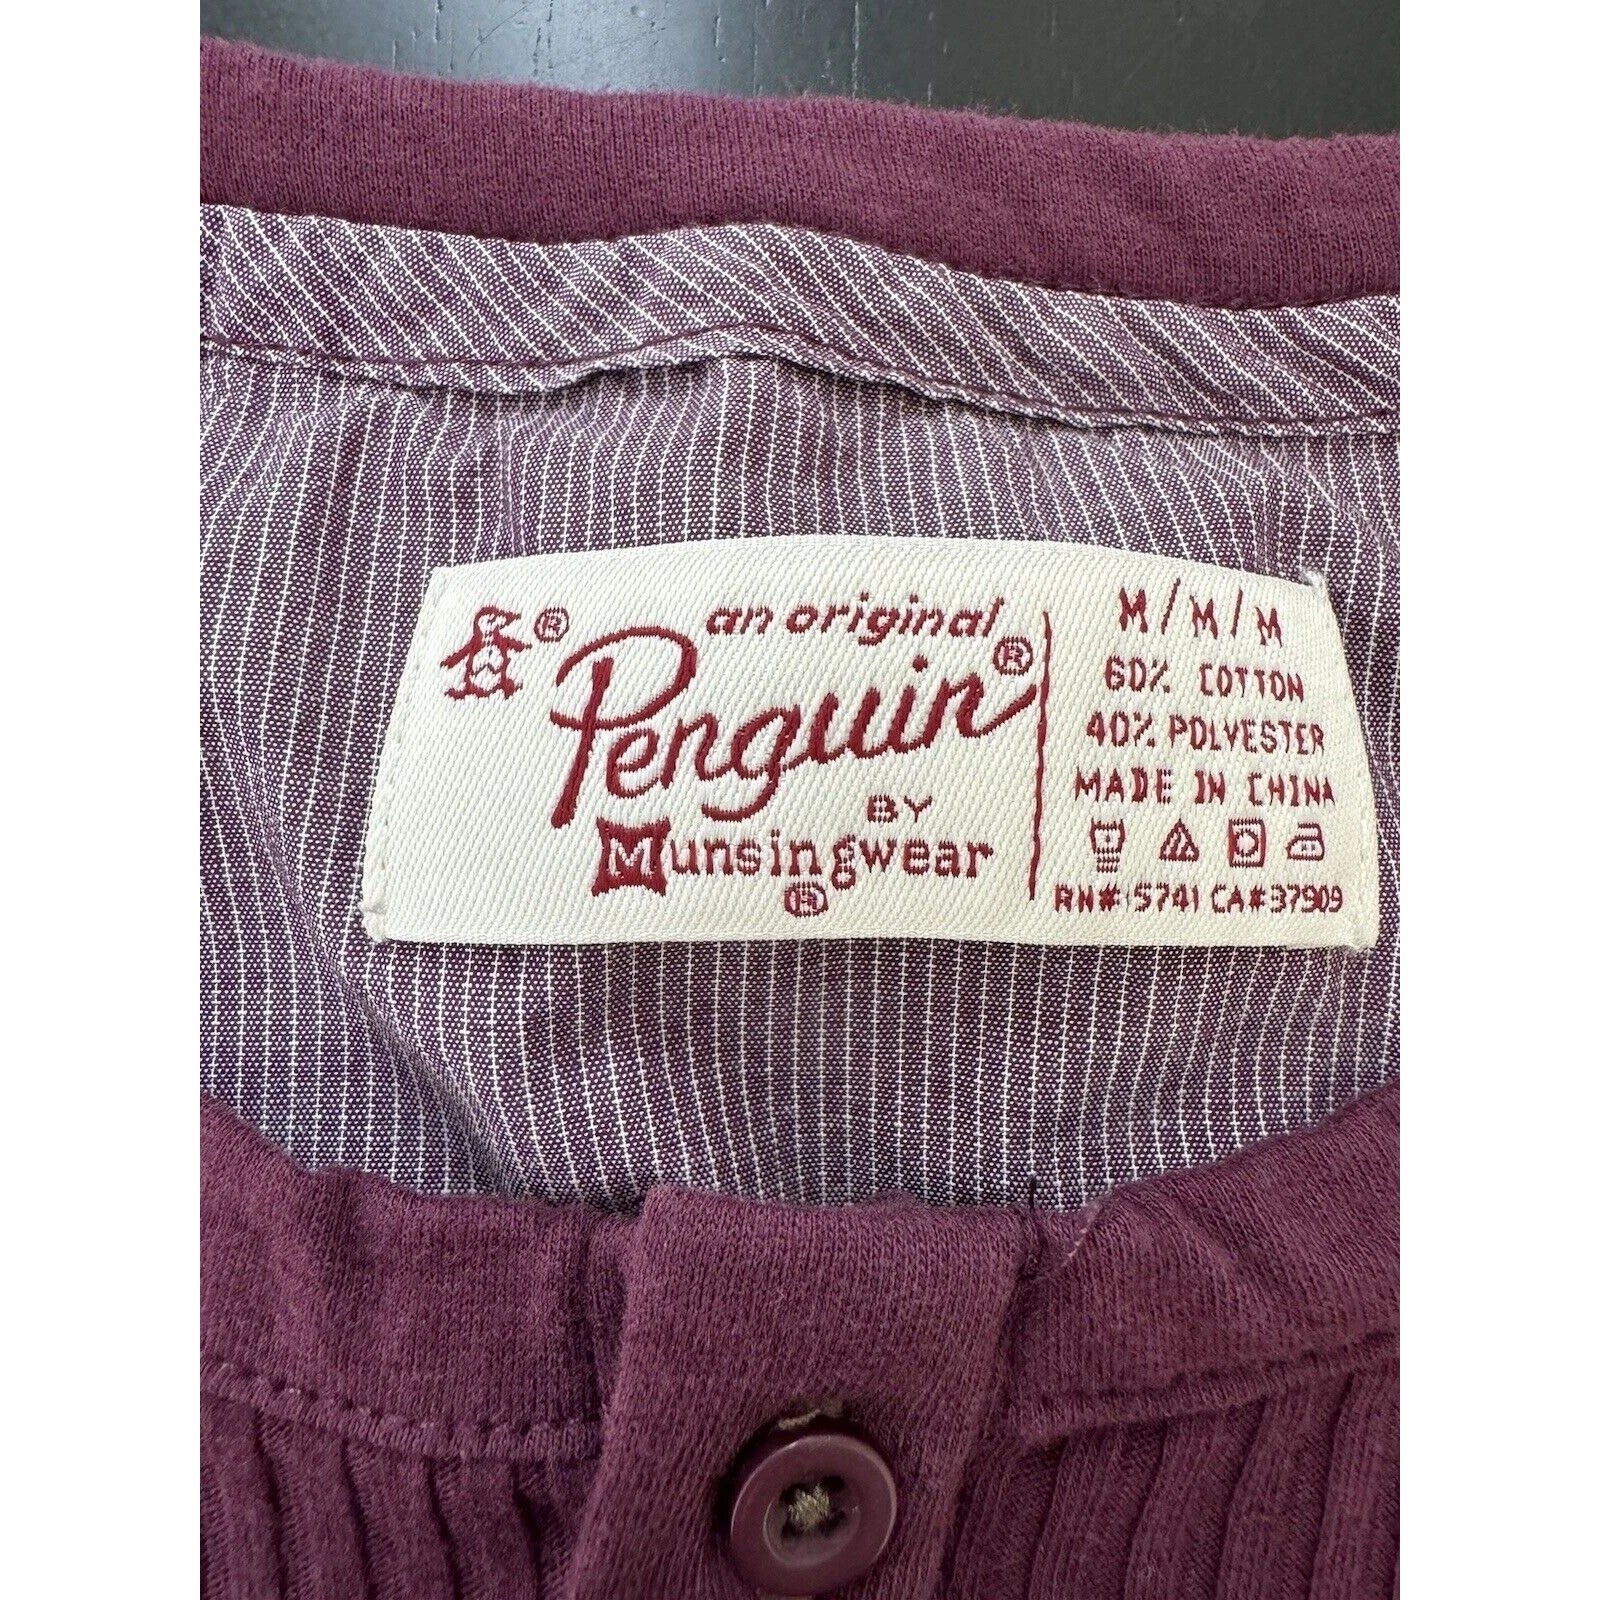 ®
an original
Penguin®
BY
Munsingwear
®
M/M/M
60% COTTON
40% POLYESTER
MADE IN CHINA
RN# 15741 CA# 37909